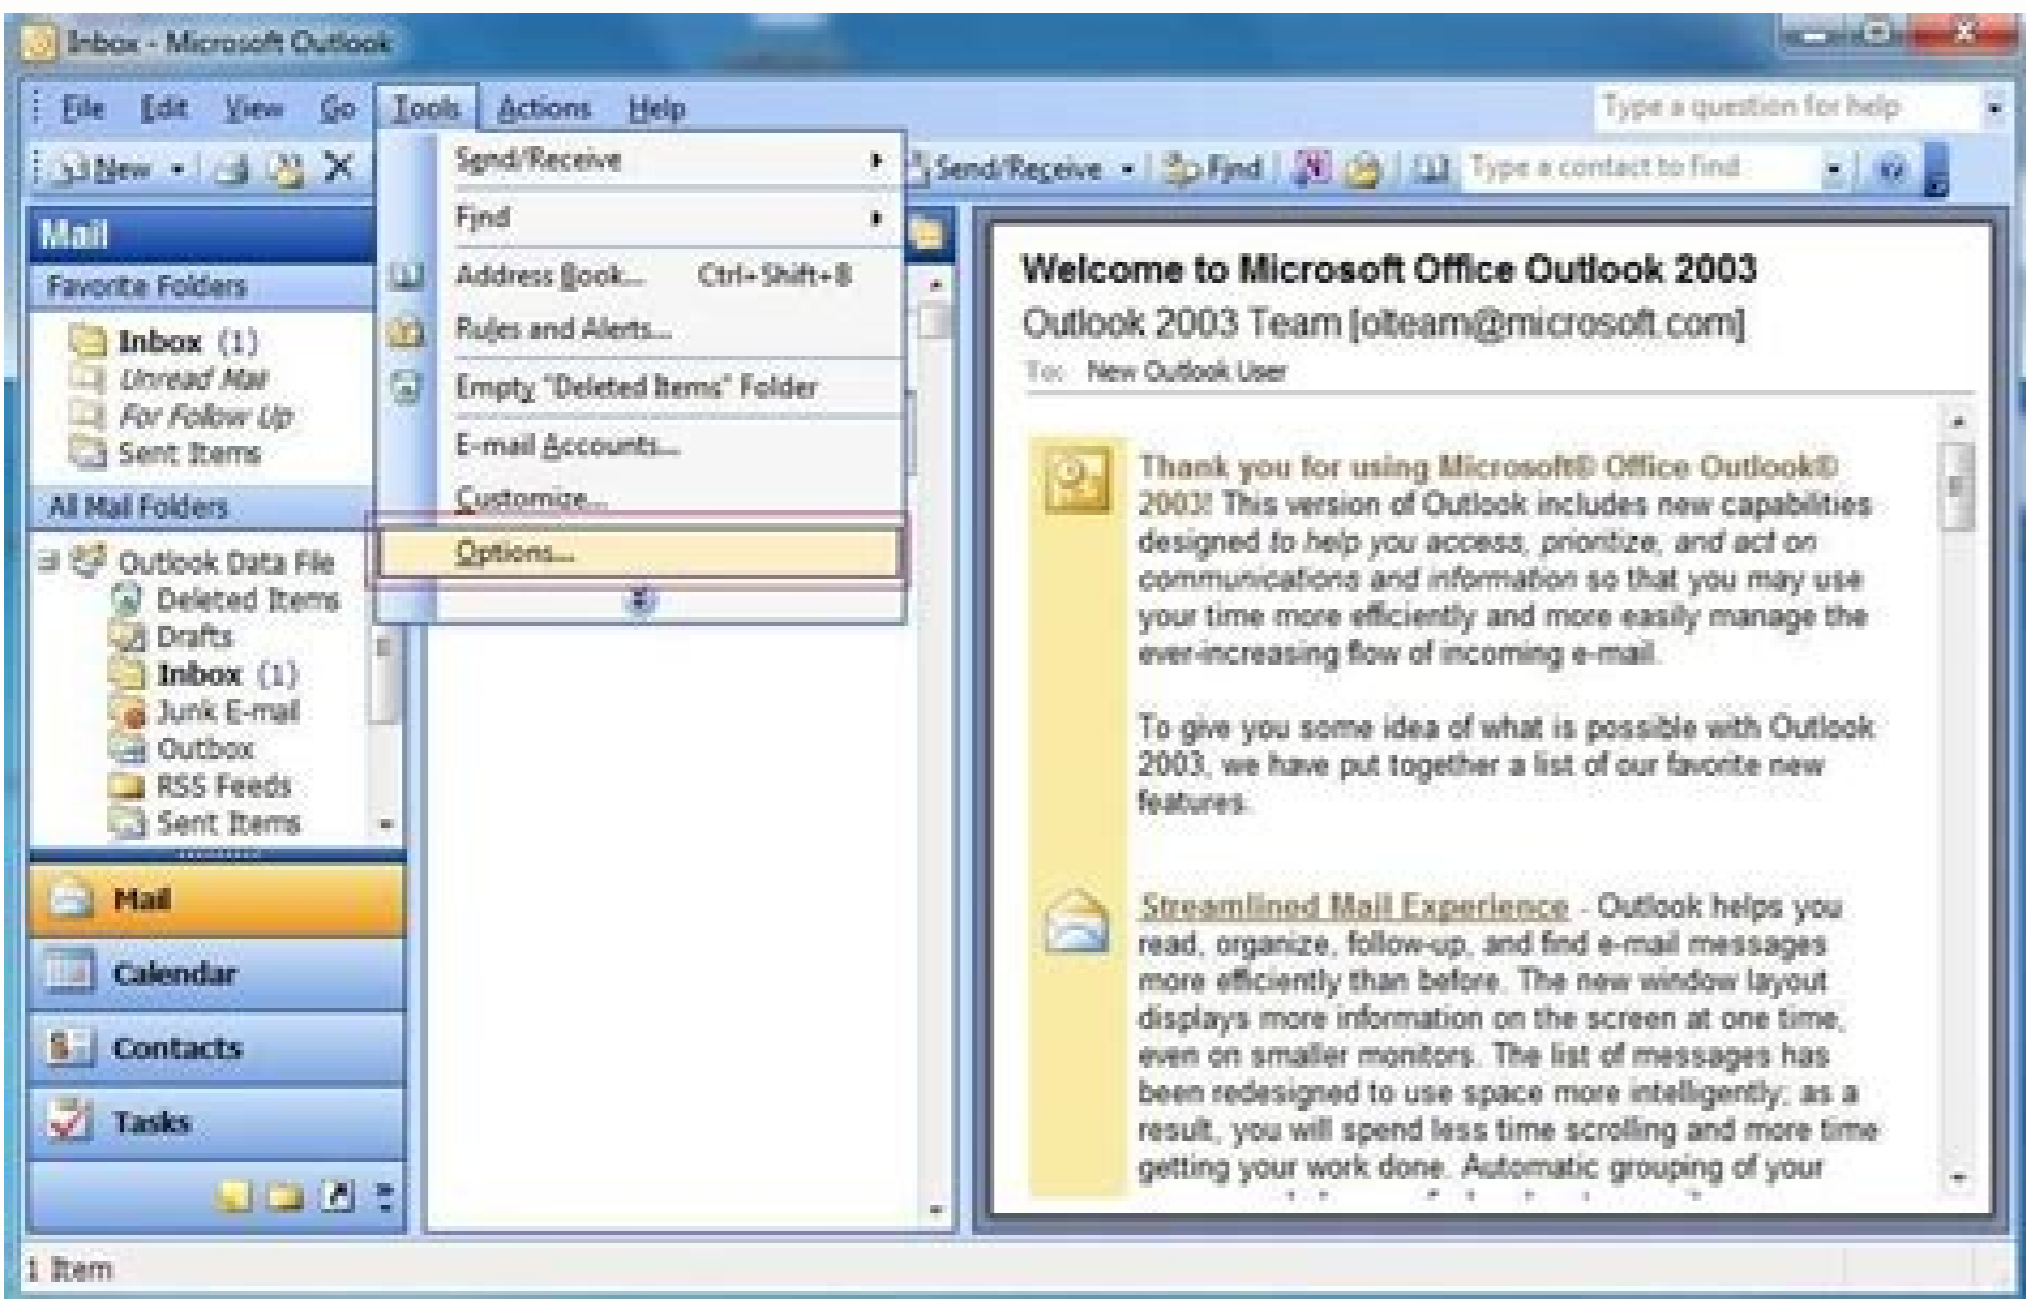 Inbox - Microsoft Outlook
File Edit View Go Tools Actions Help
Type a question for help
New
Send/Receive Find Type a contact to find
Send/Receive
Find
Address Book... Ctrl+Shift+B
Rules and Alerts...
Empty "Deleted Items" Folder
E-mail Accounts...
Customize...
Options...
Mail
Favorite Folders
Inbox (1)
Unread Mail
For Follow Up
Sent Items
All Mail Folders
Outlook Data File
Deleted Items
Drafts
Inbox (1)
Junk E-mail
Outbox
RSS Feeds
Sent Items
Mail
Calendar
Contacts
Tasks
Welcome to Microsoft Office Outlook 2003
Outlook 2003 Team [olteam@microsoft.com]
To: New Outlook User
Thank you for using Microsoft© Office Outlook©
2003! This version of Outlook includes new capabilities
designed to help you access, prioritize, and act on
communications and information so that you may use
your time more efficiently and more easily manage the
ever-increasing flow of incoming e-mail.
To give you some idea of what is possible with Outlook
2003, we have put together a list of our favorite new
features.
Streamlined Mail Experience - Outlook helps you
read, organize, follow-up, and find e-mail messages
more efficiently than before. The new window layout
displays more information on the screen at one time,
even on smaller monitors. The list of messages has
been redesigned to use space more intelligently; as a
result, you will spend less time scrolling and more time
getting your work done. Automatic grouping of your
1 Item